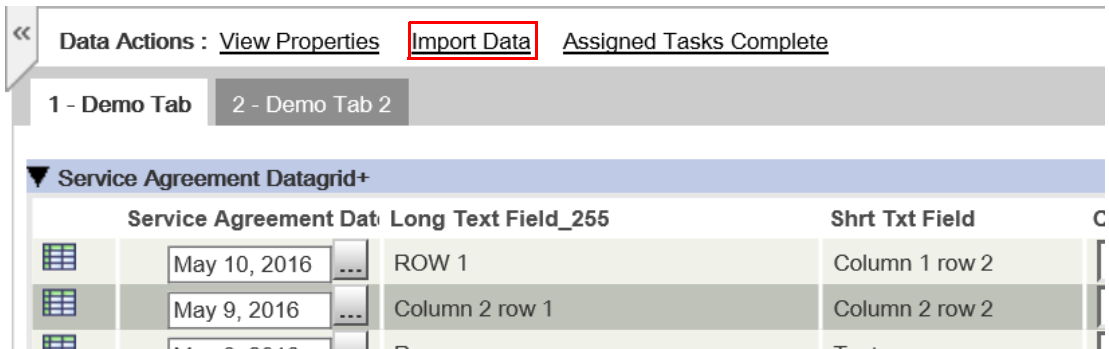 Data Actions : View Properties Import Data Assigned Tasks Complete
1 - Demo Tab 2 - Demo Tab 2
Service Agreement Datagrid+
Service Agreement Dat Long Text Field_255 Shrt Txt Field
May 10, 2016 ... ROW 1 Column 1 row 2
May 9, 2016 ... Column 2 row 1 Column 2 row 2